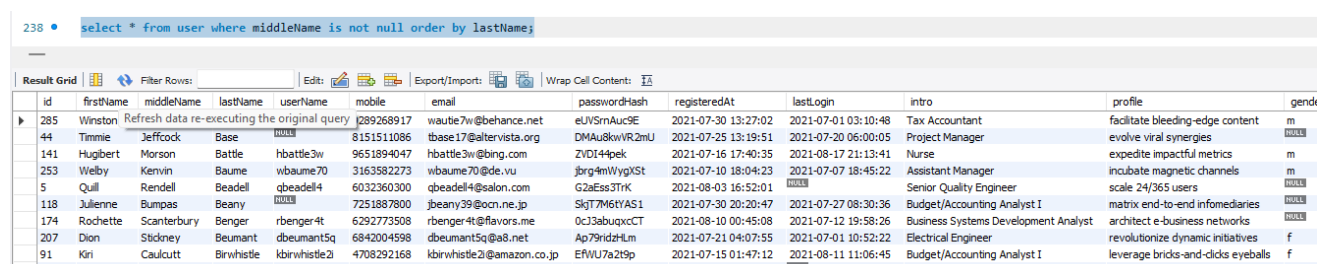 238 select * from user where middleName is not null order by lastName;
Result Grid Filter Rows: Edit: Export/Import: Wrap Cell Content:
id firstName middleName lastName userName mobile email passwordHash registeredAt lastLogin intro profile gende
285 Winston Refresh data re-executing the original query 289268917 wautie7w@behance.net eUVSrnAuc9E 2021-07-30 13:27:02 2021-07-01 03:10:48 Tax Accountant facilitate bleeding-edge content m
44 Timmie Jeffcock Base NULL 8151511086 tbase17@altervista.org DMAu8kwVR2mU 2021-07-25 13:19:51 2021-07-20 06:00:05 Project Manager evolve viral synergies NULL
141 Hugibert Morson Battle hbattle3w 9651894047 hbattle3w@bing.com ZVDI44pek 2021-07-16 17:40:35 2021-08-17 21:13:41 Nurse expedite impactful metrics m
253 Welby Kenvin Baume wbaume70 3163582273 wbaume70@de.vu jbrg4mWygXSt 2021-07-10 18:04:23 2021-07-07 18:45:22 Assistant Manager incubate magnetic channels m
5 Quill Rendell Beadell qbeadell4 6032360300 qbeadell4@salon.com G2aEss3TrK 2021-08-03 16:52:01 NULL Senior Quality Engineer scale 24/365 users NULL
118 Julienne Bumpas Beany NULL 7251887800 jbeany39@ocn.ne.jp SkjT7M6tYAS1 2021-07-30 20:20:47 2021-07-27 08:30:36 Budget/Accounting Analyst I matrix end-to-end infomediaries NULL
174 Rochette Scanterbury Benger rbenger4t 6292773508 rbenger4t@flavors.me 0cJ3abuqxcCT 2021-08-10 00:45:08 2021-07-12 19:58:26 Business Systems Development Analyst architect e-business networks NULL
207 Dion Stickney Beumant dbeumant5q 6842004598 dbeumant5q@a8.net Ap79ridzHLm 2021-07-21 04:07:55 2021-07-01 10:52:22 Electrical Engineer revolutionize dynamic initiatives f
91 Kiri Caulcutt Birwhistle kbirwhistle2i 4708292168 kbirwhistle2i@amazon.co.jp EfWU7a2t9p 2021-07-15 01:47:12 2021-08-11 11:06:45 Budget/Accounting Analyst I leverage bricks-and-clicks eyeballs f